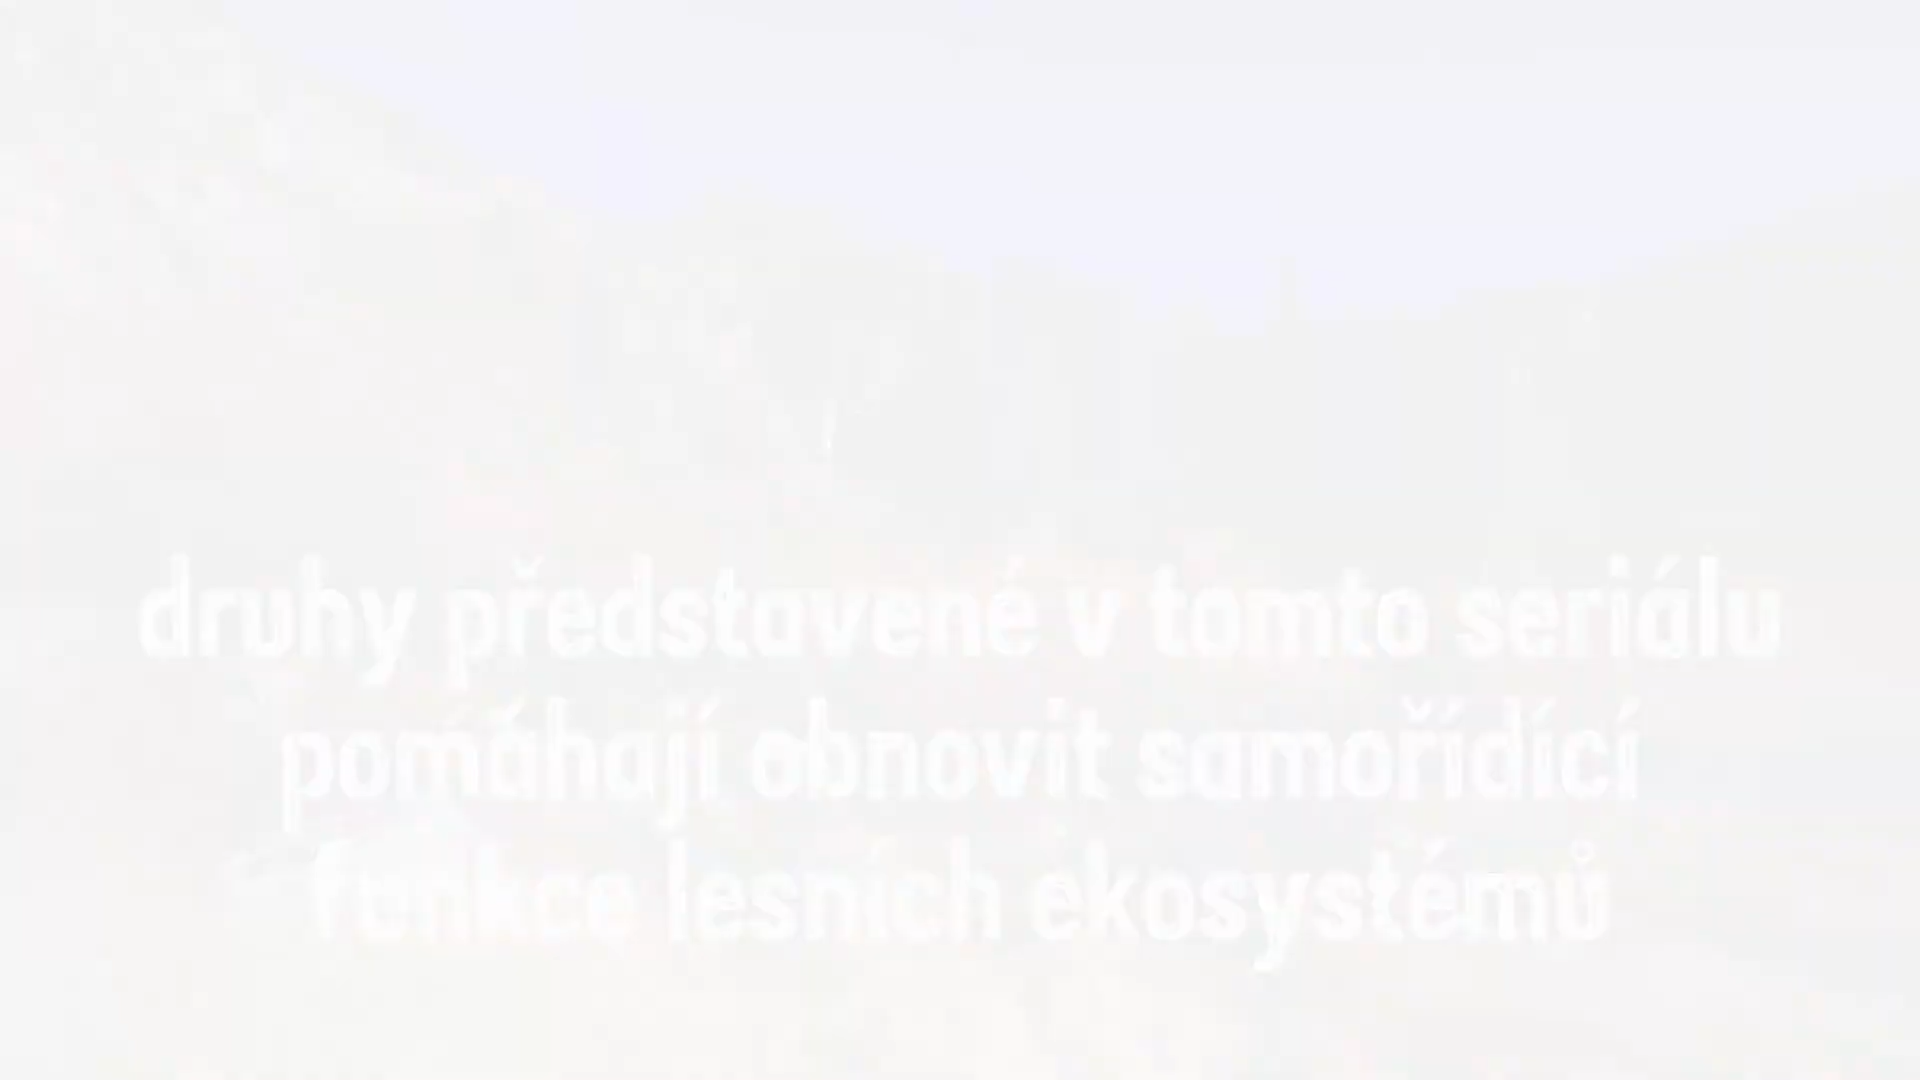 druhy představené v tomto seriálu
pomáhají obnovit samořídící
funkce lesních ekosystémů